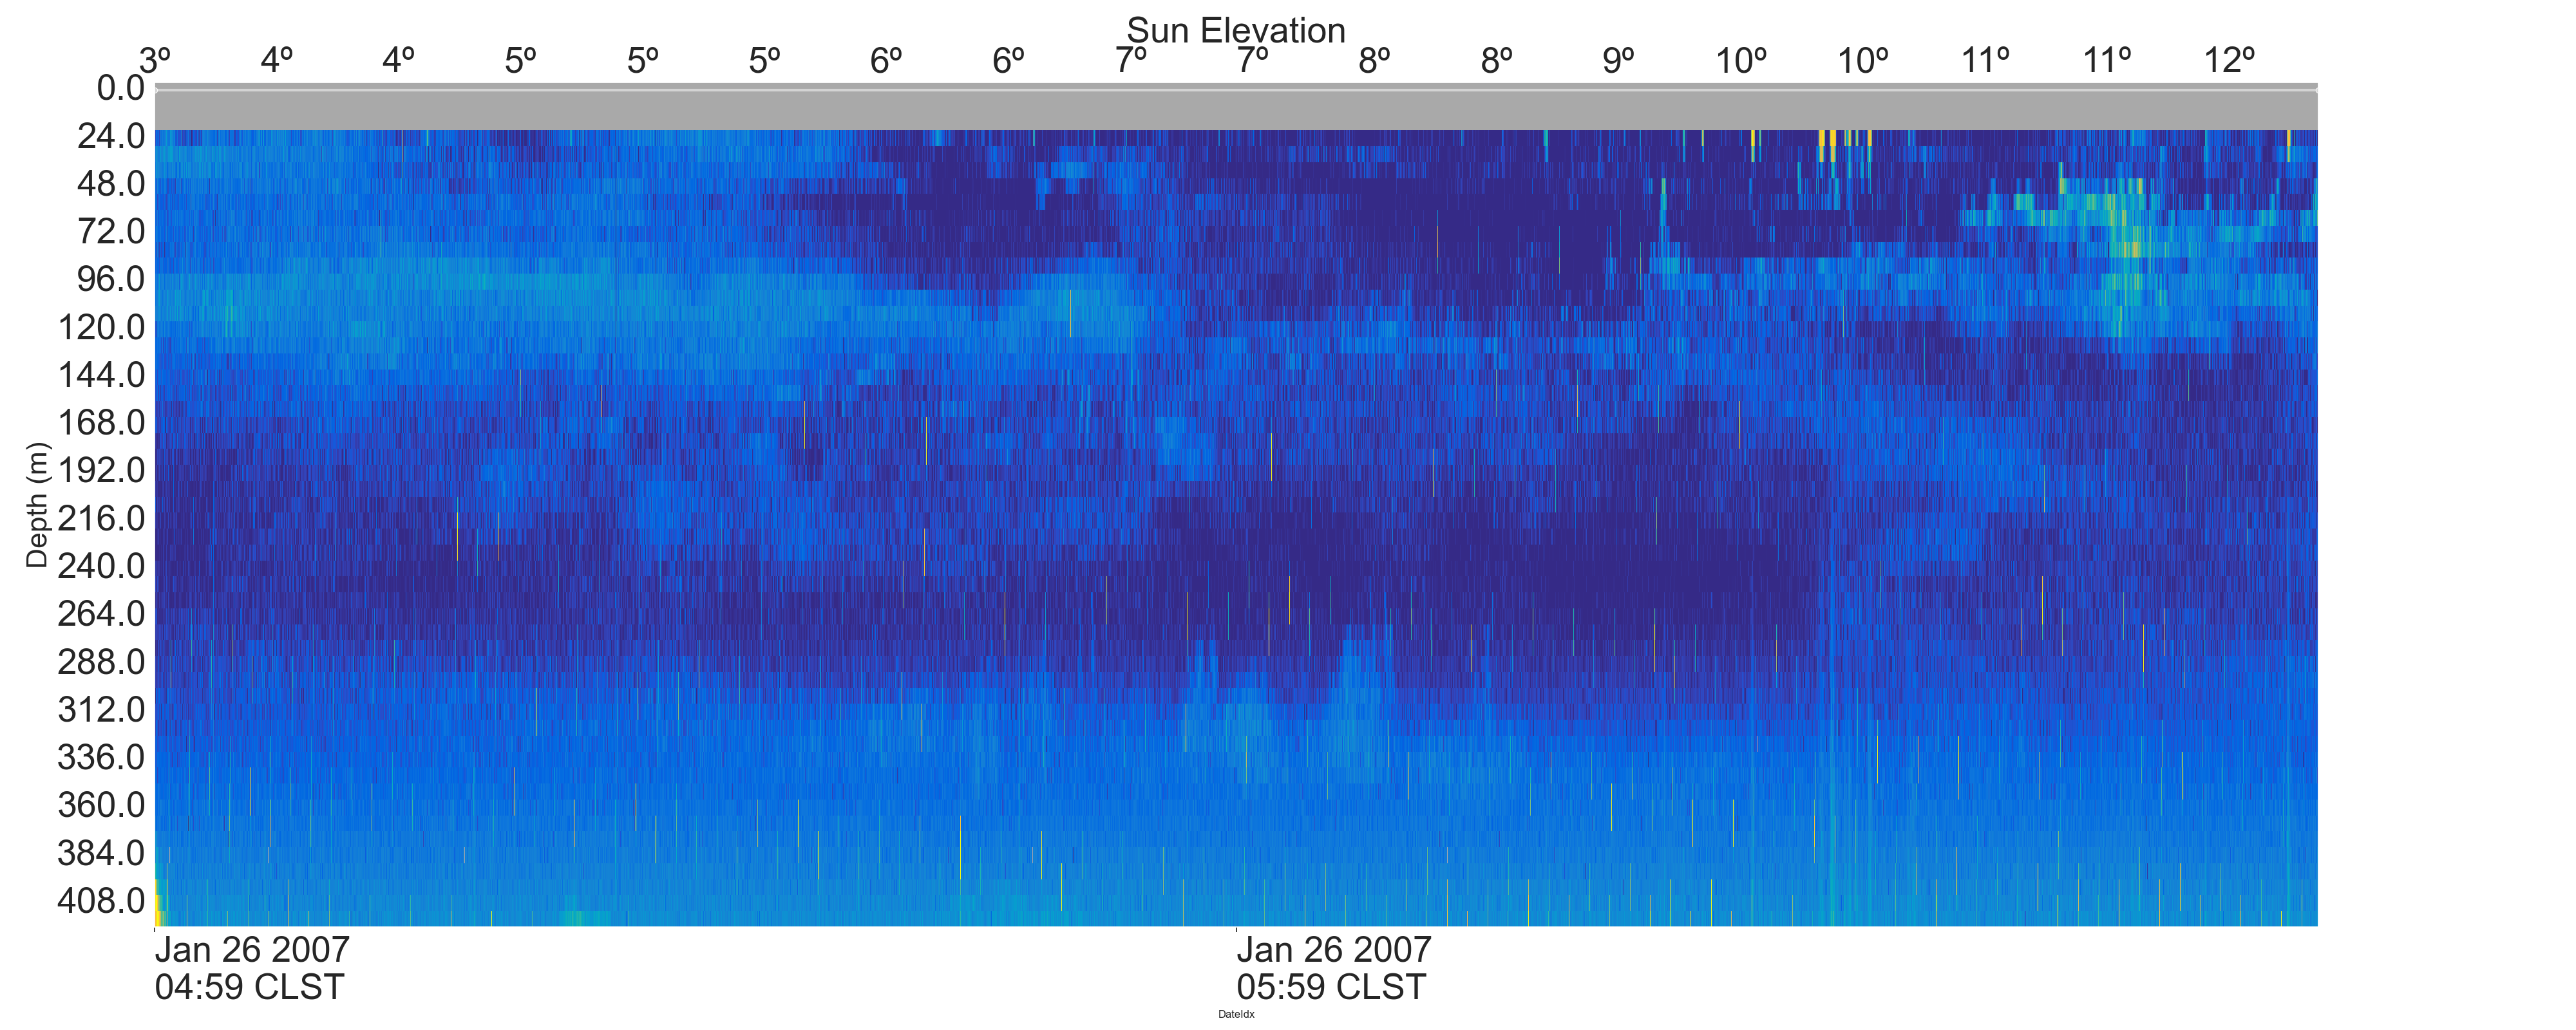 Sun Elevation
3º 4º 4º 5º 5º 5º 6º 6º 7º 7º 8º 8º 9º 10º 10º 11º 11º 12º
0.0
24.0
48.0
72.0
96.0
120.0
144.0
168.0
192.0
216.0
240.0
264.0
288.0
312.0
336.0
360.0
384.0
408.0
Depth (m)
Jan 26 2007
04:59 CLST
Jan 26 2007
05:59 CLST
DateIdx